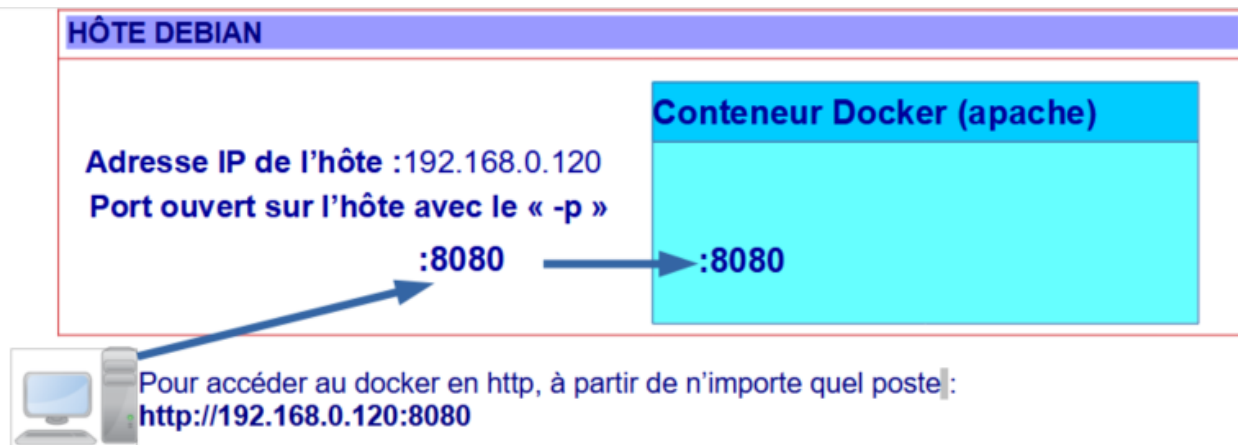 HÔTE DEBIAN
Conteneur Docker (apache)
Adresse IP de l’hôte :192.168.0.120
Port ouvert sur l’hôte avec le « -p »
:8080 :8080
Pour accéder au docker en http, à partir de n’importe quel poste :
http://192.168.0.120:8080